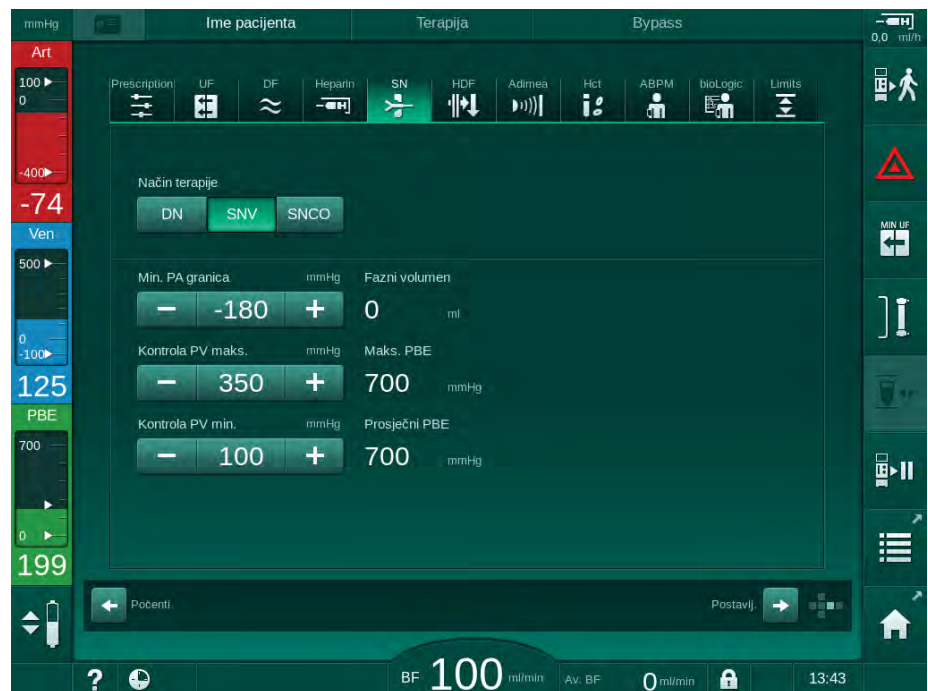 mmHg Ime pacijenta Terapija Bypass
0,0 ml/h
Art
100
0
-400
-74
Ven
500
0
-100
125
PBE
700
0
199
Prescription UF DF Heparin SN HDF Adimea Hct ABPM bioLogic Limits
Način terapije
DN SNV SNCO
Min. PA granica mmHg Fazni volumen
− -180 + 0 ml
Kontrola PV maks. mmHg Maks. PBE
− 350 + 700 mmHg
Kontrola PV min. mmHg Prosječni PBE
− 100 + 700 mmHg
MIN UF
Počenti Postavlj.
? BF 100 ml/min Av. BF 0 ml/min 13:43